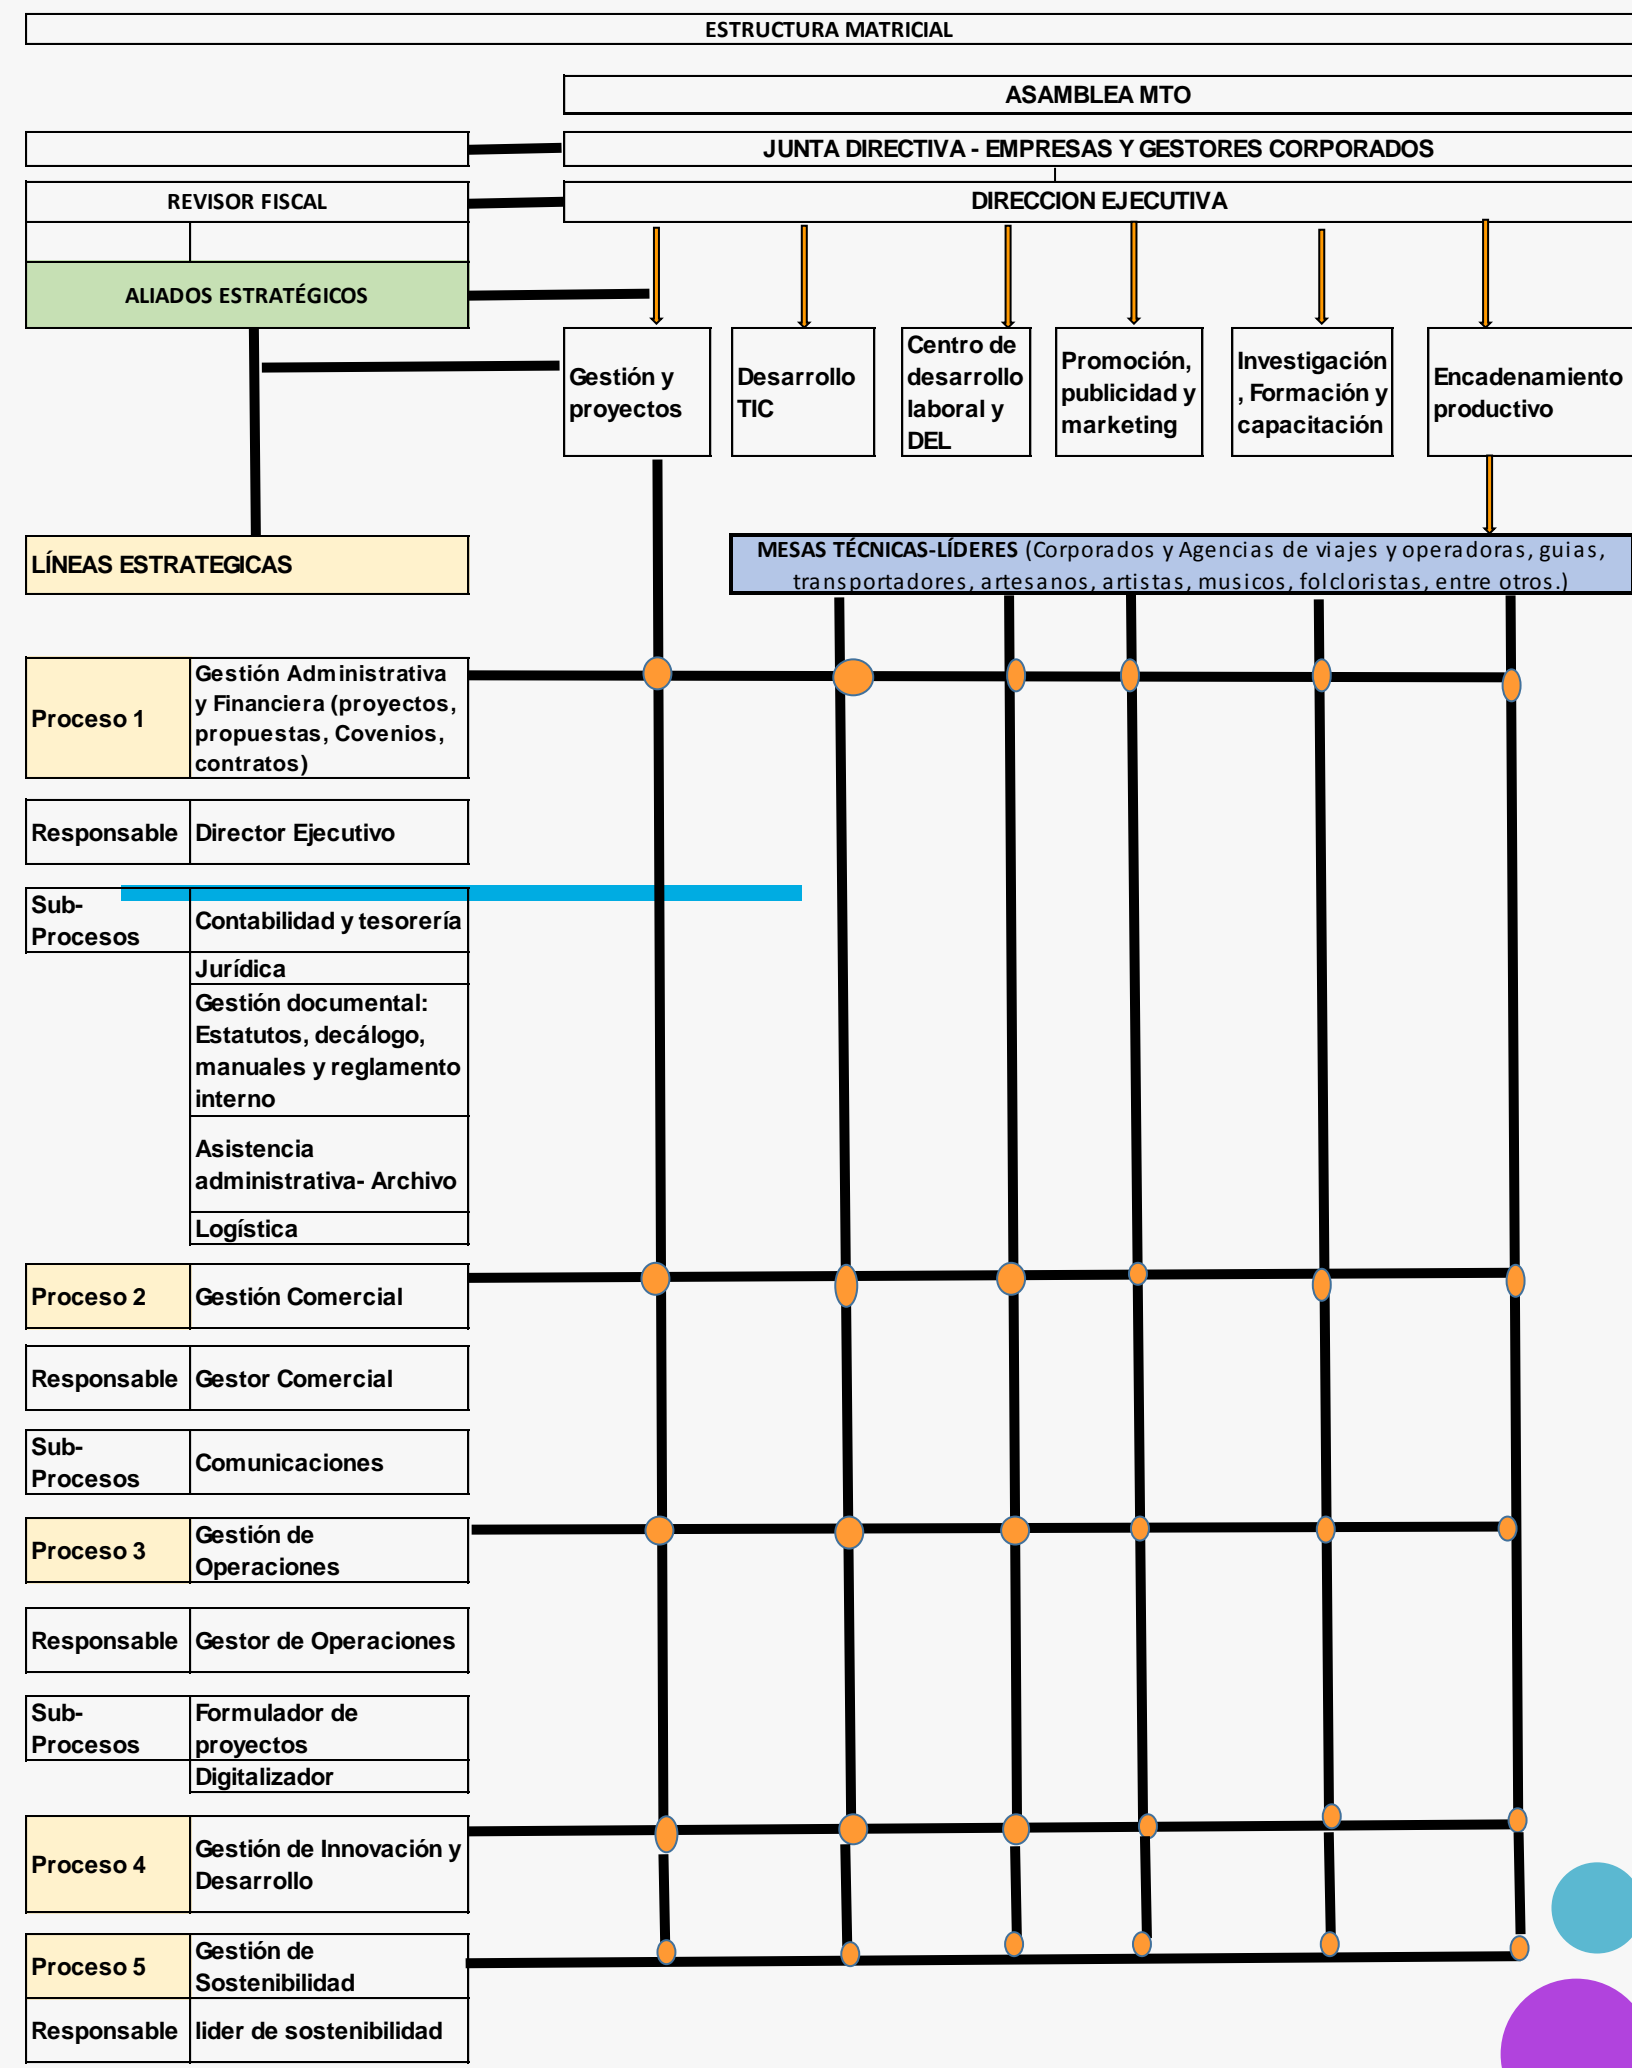 ESTRUCTURA MATRICIAL
ASAMBLEA MTO
JUNTA DIRECTIVA - EMPRESAS Y GESTORES CORPORADOS
REVISOR FISCAL
DIRECCION EJECUTIVA
ALIADOS ESTRATÉGICOS
Gestión y
proyectos
Desarrollo
TIC
Centro de
desarrollo
laboral y
DEL
Promoción,
publicidad y
marketing
Investigación
, Formación y
capacitación
Encadenamiento
productivo
LÍNEAS ESTRATEGICAS
MESAS TÉCNICAS-LÍDERES (Corporados y Agencias de viajes y operadoras, guias,
transportadores, artesanos, artistas, musicos, folcloristas, entre otros.)
Proceso 1
Gestión Administrativa
y Financiera (proyectos,
propuestas, Covenios,
contratos)
Responsable
Director Ejecutivo
Sub-
Procesos
Contabilidad y tesorería
Jurídica
Gestión documental:
Estatutos, decálogo,
manuales y reglamento
interno
Asistencia
administrativa- Archivo
Logística
Proceso 2
Gestión Comercial
Responsable
Gestor Comercial
Sub-
Procesos
Comunicaciones
Proceso 3
Gestión de
Operaciones
Responsable
Gestor de Operaciones
Sub-
Procesos
Formulador de
proyectos
Digitalizador
Proceso 4
Gestión de Innovación y
Desarrollo
Proceso 5
Gestión de
Sostenibilidad
Responsable
lider de sostenibilidad